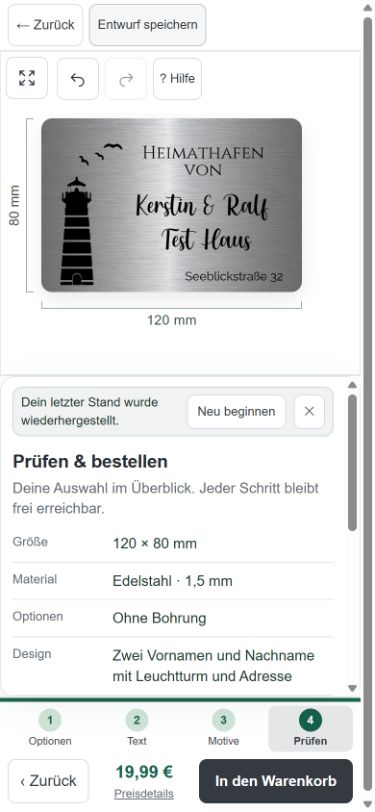 ← Zurück
Entwurf speichern
? Hilfe
80 mm
HEIMATHAFEN
VON
Kerstin & Ralf
Test Haus
Seeblickstraße 32
120 mm
Dein letzter Stand wurde
wiederhergestellt.
Neu beginnen
×
Prüfen & bestellen
Deine Auswahl im Überblick. Jeder Schritt bleibt
frei erreichbar.
Größe 120 × 80 mm
Material Edelstahl · 1,5 mm
Optionen Ohne Bohrung
Design Zwei Vornamen und Nachname
mit Leuchtturm und Adresse
1 2 3 4
Optionen Text Motive Prüfen
‹ Zurück
19,99 €
Preisdetails
In den Warenkorb